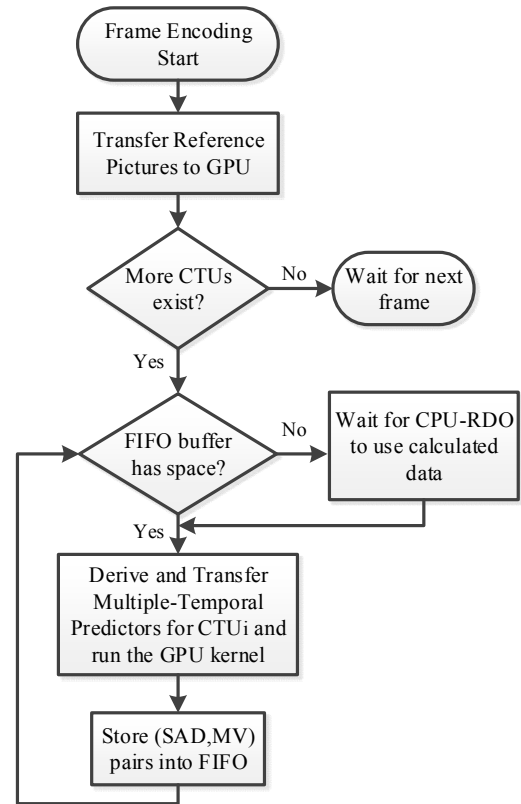 Frame Encoding
Start
Transfer Reference
Pictures to GPU
More CTUs
exist?
No
Wait for next
frame
Yes
FIFO buffer
has space?
No
Wait for CPU-RDO
to use calculated
data
Yes
Derive and Transfer
Multiple-Temporal
Predictors for CTUi and
run the GPU kernel
Store (SAD,MV)
pairs into FIFO